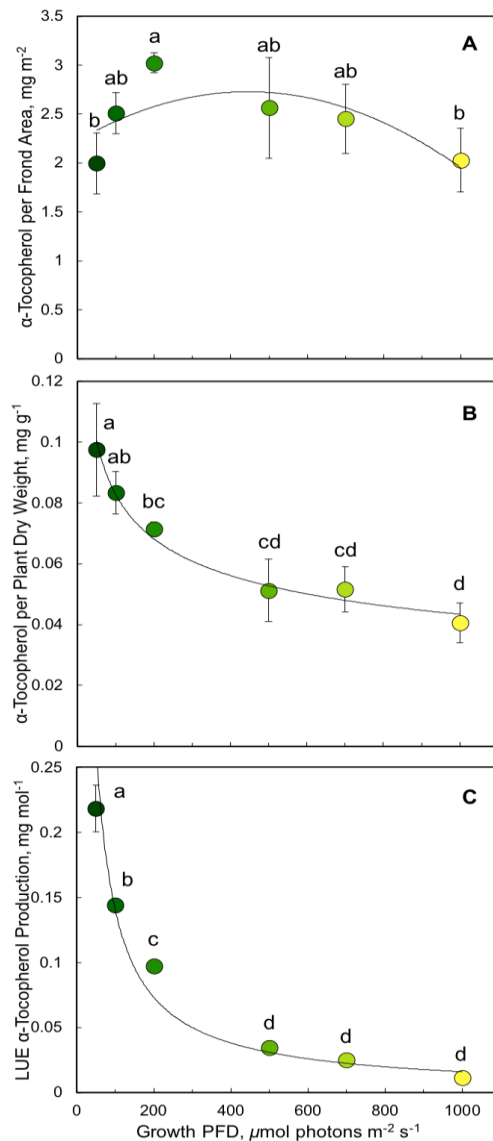 3.5
3
2.5
2
1.5
1
0.5
0
α-Tocopherol per Frond Area, mg m⁻²
A
b
ab
a
ab
ab
b
0.12
0.1
0.08
0.06
0.04
0.02
0
α-Tocopherol per Plant Dry Weight, mg g⁻¹
B
a
ab
bc
cd
cd
d
0.25
0.2
0.15
0.1
0.05
0
LUE α-Tocopherol Production, mg mol⁻¹
C
a
b
c
d
d
d
0 200 400 600 800 1000
Growth PFD, µmol photons m⁻² s⁻¹